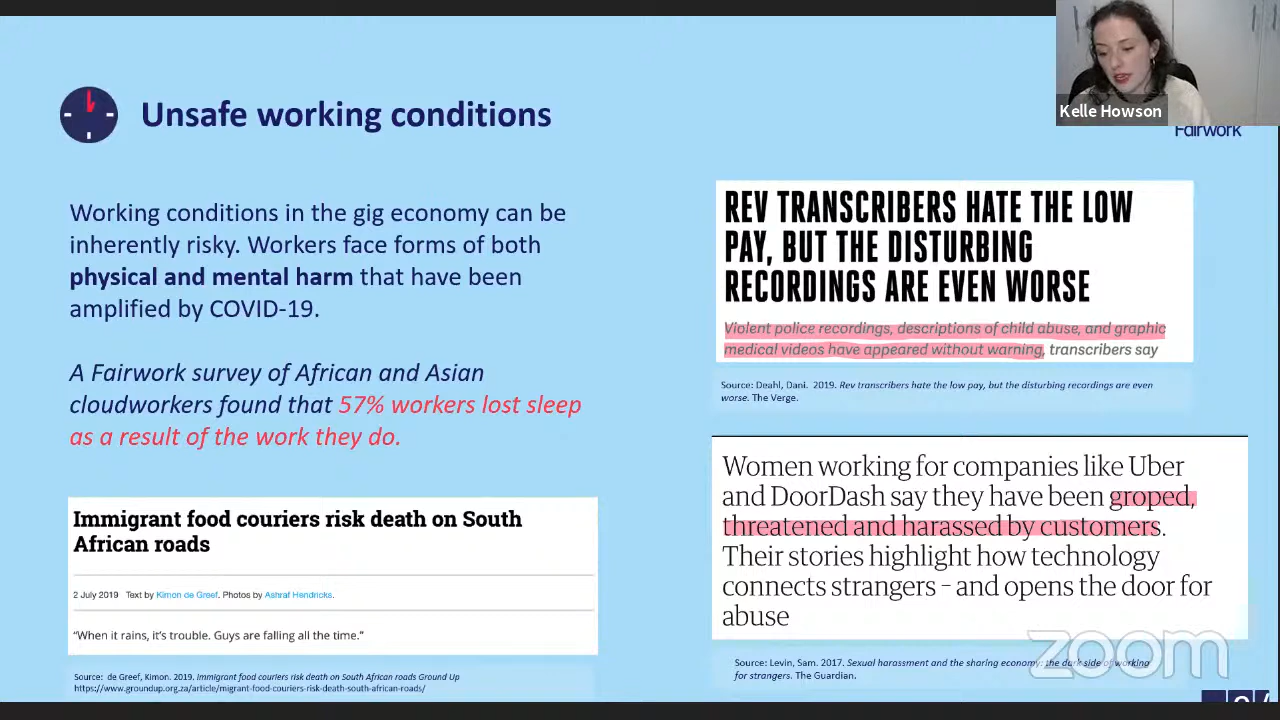 Kelle Howson
Fairwork
Unsafe working conditions
Working conditions in the gig economy can be
inherently risky. Workers face forms of both
physical and mental harm that have been
amplified by COVID-19.
A Fairwork survey of African and Asian
cloudworkers found that 57% workers lost sleep
as a result of the work they do.
Immigrant food couriers risk death on South
African roads
2 July 2019 Text by Kimon de Greef. Photos by Ashraf Hendricks.
“When it rains, it’s trouble. Guys are falling all the time.”
Source: de Greef, Kimon. 2019. Immigrant food couriers risk death on South African roads Ground Up
https://www.groundup.org.za/article/migrant-food-couriers-risk-death-south-african-roads/
REV TRANSCRIBERS HATE THE LOW
PAY, BUT THE DISTURBING
RECORDINGS ARE EVEN WORSE
Violent police recordings, descriptions of child abuse, and graphic
medical videos have appeared without warning, transcribers say
Source: Deahl, Dani. 2019. Rev transcribers hate the low pay, but the disturbing recordings are even
worse. The Verge.
Women working for companies like Uber
and DoorDash say they have been groped,
threatened and harassed by customers.
Their stories highlight how technology
connects strangers – and opens the door for
abuse
Source: Levin, Sam. 2017. Sexual harassment and the sharing economy: the dark side of working
for strangers. The Guardian.
zoom